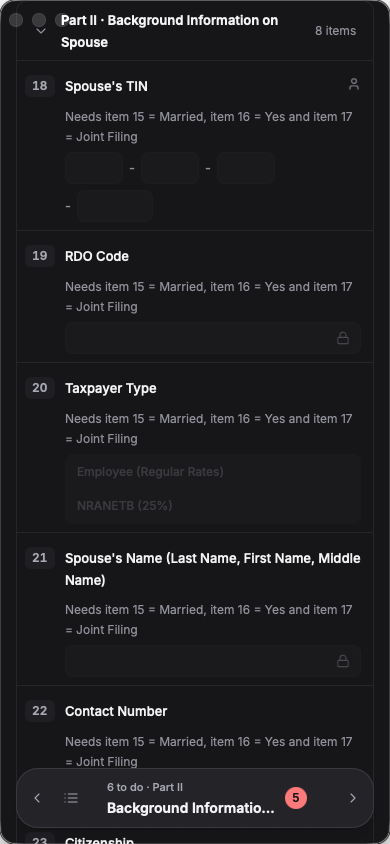 Part II · Background Information on
Spouse
8 items
18
Spouse's TIN
Needs item 15 = Married, item 16 = Yes and item 17
= Joint Filing
- -
-
19
RDO Code
Needs item 15 = Married, item 16 = Yes and item 17
= Joint Filing
20
Taxpayer Type
Needs item 15 = Married, item 16 = Yes and item 17
= Joint Filing
Employee (Regular Rates)
NRANETB (25%)
21
Spouse's Name (Last Name, First Name, Middle
Name)
Needs item 15 = Married, item 16 = Yes and item 17
= Joint Filing
22
Contact Number
Needs item 15 = Married, item 16 = Yes and item 17
= Joint Filing
6 to do · Part II
Background Informatio...
5
23
Citizenship